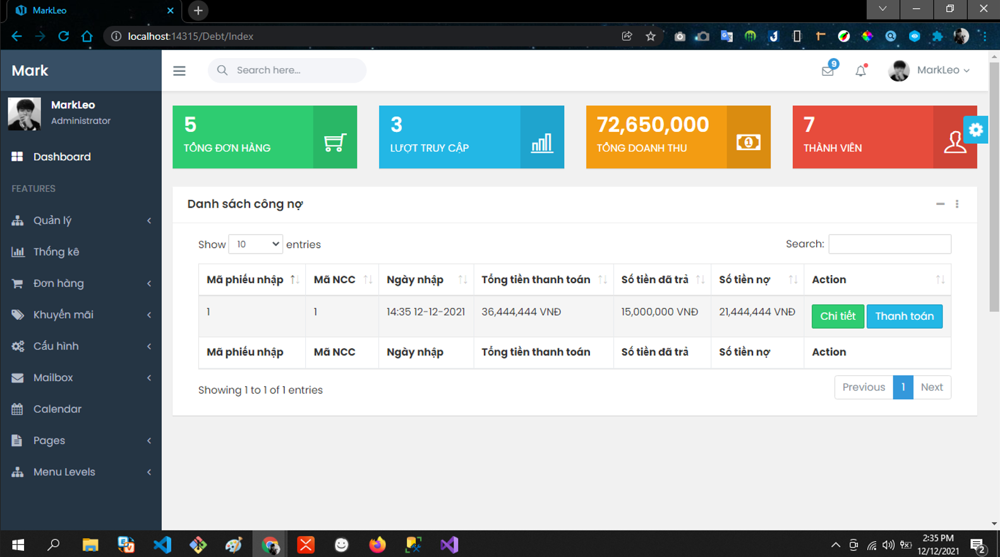 MarkLeo
localhost:14315/Debt/Index
Mark
Search here...
9
MarkLeo
MarkLeo
Administrator
5
TỔNG ĐƠN HÀNG
3
LƯỢT TRUY CẬP
72,650,000
TỔNG DOANH THU
7
THÀNH VIÊN
Dashboard
FEATURES
Quản lý
Thống kê
Đơn hàng
Khuyến mãi
Cấu hình
Mailbox
Calendar
Pages
Menu Levels
Danh sách công nợ
Show 10 entries
Search:
Mã phiếu nhập Mã NCC Ngày nhập Tổng tiền thanh toán Số tiền đã trả Số tiền nợ Action
1 1 14:35 12-12-2021 36,444,444 VNĐ 15,000,000 VNĐ 21,444,444 VNĐ Chi tiết Thanh toán
Mã phiếu nhập Mã NCC Ngày nhập Tổng tiền thanh toán Số tiền đã trả Số tiền nợ Action
Showing 1 to 1 of 1 entries
Previous 1 Next
2:35 PM
12/12/2021
2